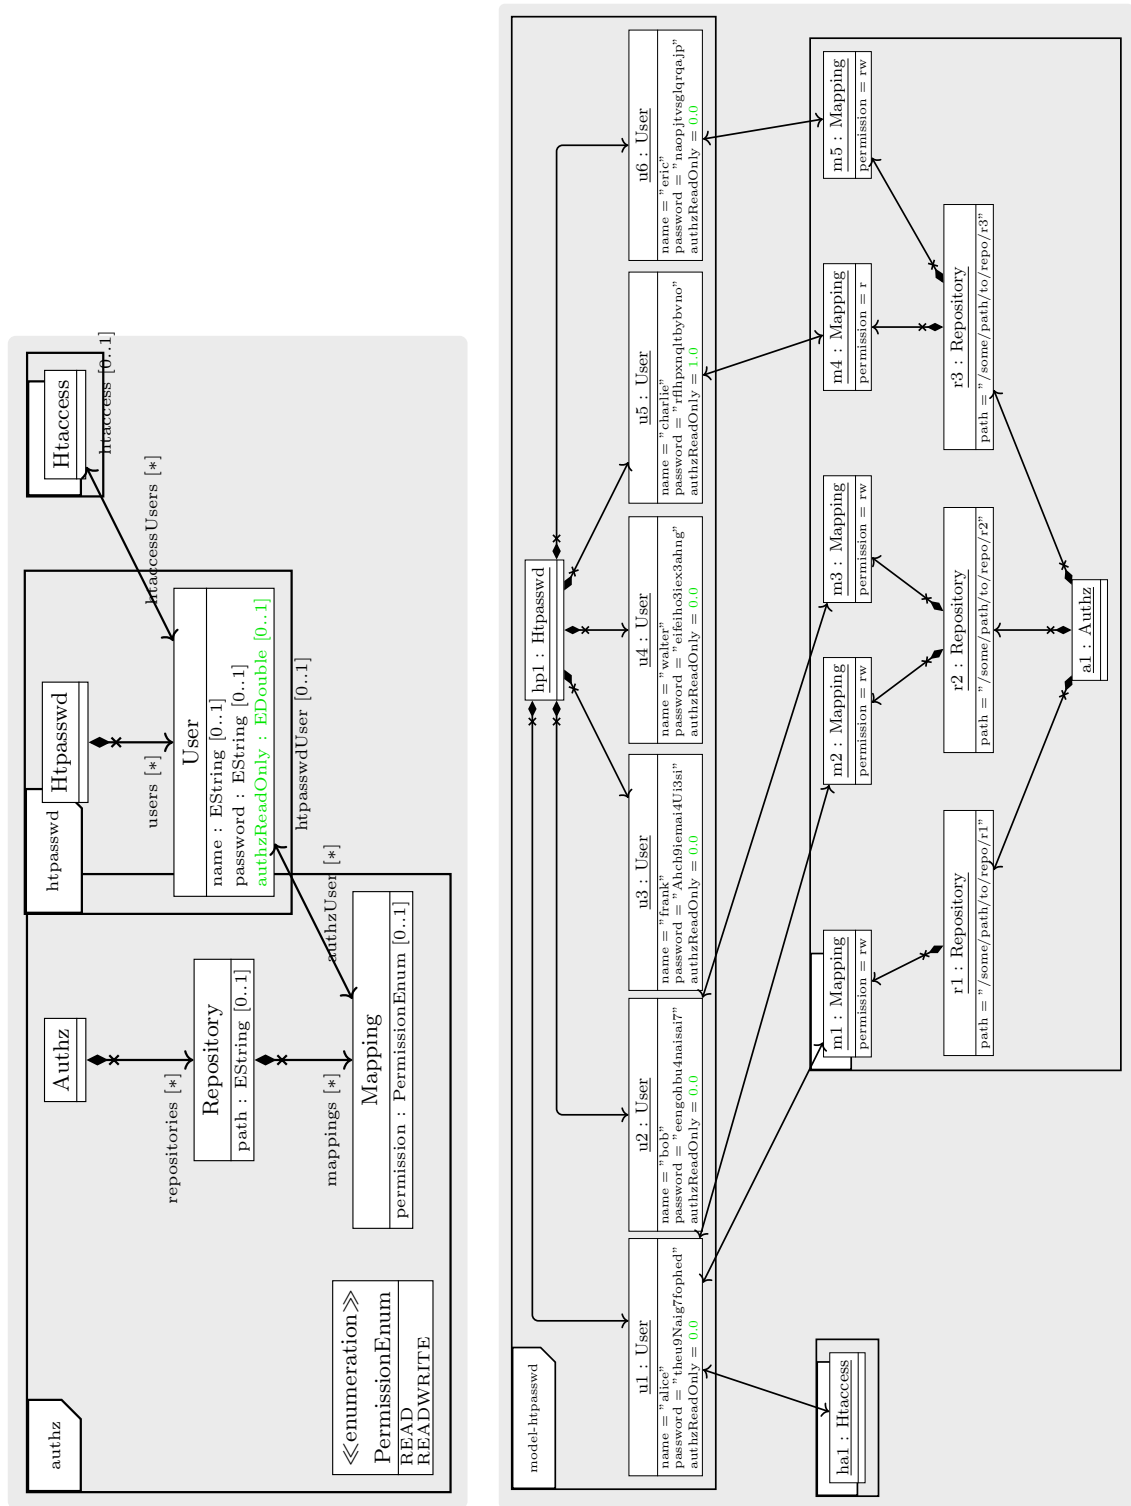 authz
≪enumeration≫
PermissionEnum
READ
READWRITE
Authz
repositories [*]
Repository
path : EString [0..1]
mappings [*]
Mapping
permission : PermissionEnum [0..1]
authzUser [*]
htpasswdUser [0..1]
htpasswd
Htpasswd
users [*]
User
name : EString [0..1]
password : EString [0..1]
authzReadOnly : EDouble [0..1]
htaccessUsers [*]
htaccess [0..1]
Htaccess
model-htpasswd
hp1 : Htpasswd
u1 : User
name = "alice"
password = "theu9Naig7fophed"
authzReadOnly = 0.0
u2 : User
name = "bob"
password = "eengohbu4naisai7"
authzReadOnly = 0.0
u3 : User
name = "frank"
password = "Ahch9iemai4Ui3si"
authzReadOnly = 0.0
u4 : User
name = "walter"
password = "eifeiho3iex3ahng"
authzReadOnly = 0.0
u5 : User
name = "charlie"
password = "rflhpxnqltbybvno"
authzReadOnly = 1.0
u6 : User
name = "eric"
password = "naopjtvsglqrqajp"
authzReadOnly = 0.0
ha1 : Htaccess
m1 : Mapping
permission = rw
m2 : Mapping
permission = rw
m3 : Mapping
permission = rw
m4 : Mapping
permission = r
m5 : Mapping
permission = rw
r1 : Repository
path = "/some/path/to/repo/r1"
r2 : Repository
path = "/some/path/to/repo/r2"
r3 : Repository
path = "/some/path/to/repo/r3"
a1 : Authz